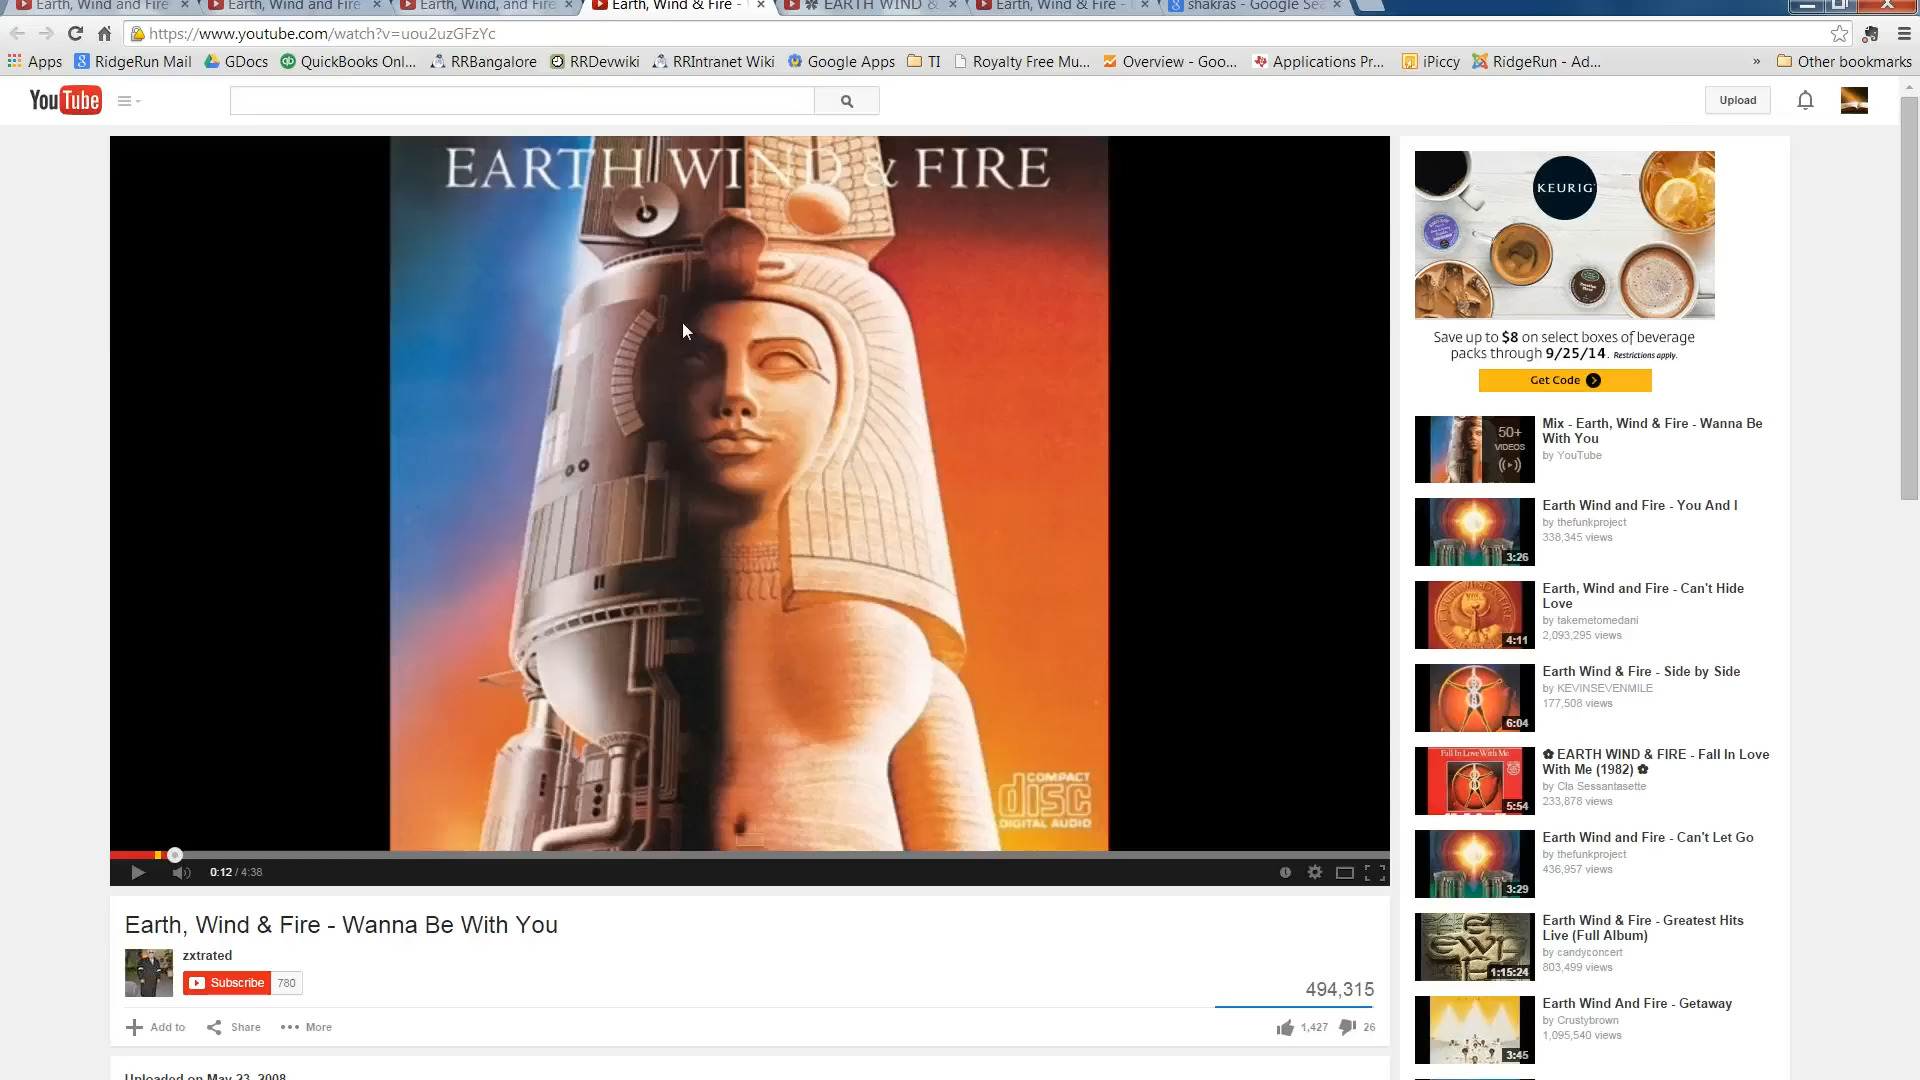 Earth, Wind and Fire
Earth, Wind and Fire
Earth, Wind, and Fire
Earth, Wind & Fire -
EARTH WIND &
Earth, Wind & Fire -
shakras - Google Sea
https://www.youtube.com/watch?v=uou2uzGFzYc
Apps
RidgeRun Mail
GDocs
QuickBooks Onl...
RRBangalore
RRDevwiki
RRIntranet Wiki
Google Apps
TI
Royalty Free Mu...
Overview - Goo...
Applications Pr...
iPiccy
RidgeRun - Ad...
»
Other bookmarks
YouTube
Upload
EARTH WIND & FIRE
COMPACT
disc
DIGITAL AUDIO
0:12 / 4:38
Earth, Wind & Fire - Wanna Be With You
zxtrated
Subscribe 780
494,315
Add to
Share
More
1,427
26
Uploaded on May 23, 2008
KEURIG
Save up to $8 on select boxes of beverage
packs through 9/25/14. Restrictions apply.
Get Code
50+
VIDEOS
Mix - Earth, Wind & Fire - Wanna Be
With You
by YouTube
3:26
Earth Wind and Fire - You And I
by thefunkproject
338,345 views
4:11
Earth, Wind and Fire - Can't Hide
Love
by takemetomedani
2,093,295 views
6:04
Earth Wind & Fire - Side by Side
by KEVINSEVENMILE
177,508 views
Fall In Love With Me
5:54
✿ EARTH WIND & FIRE - Fall In Love
With Me (1982) ✿
by Cla Sessantasette
233,878 views
3:29
Earth Wind and Fire - Can't Let Go
by thefunkproject
436,957 views
1:15:24
Earth Wind & Fire - Greatest Hits
Live (Full Album)
by candyconcert
803,499 views
3:45
Earth Wind And Fire - Getaway
by Crustybrown
1,095,540 views